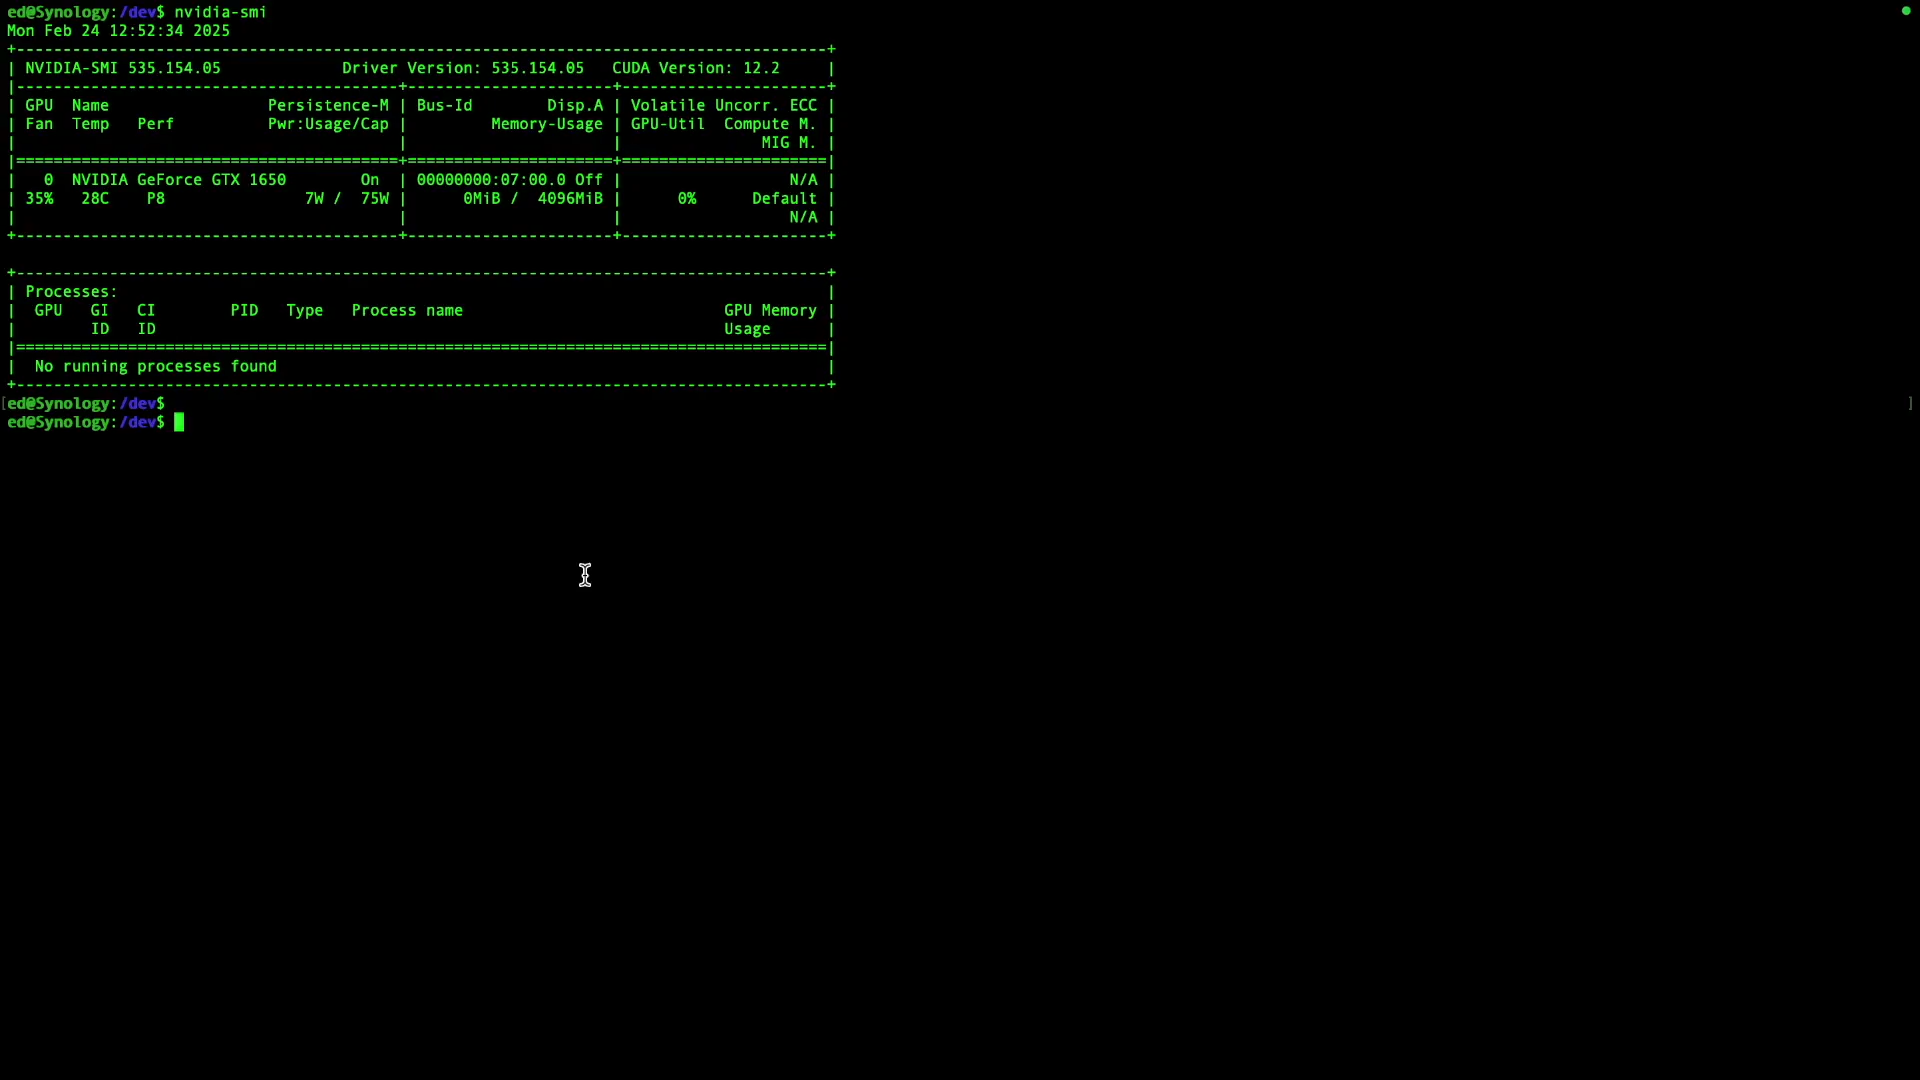 ed@Synology:/dev$ nvidia-smi
Mon Feb 24 12:52:34 2025
+-----------------------------------------------------------------------------------------+
| NVIDIA-SMI 535.154.05             Driver Version: 535.154.05   CUDA Version: 12.2     |
|-----------------------------------------+----------------------+----------------------+
| GPU  Name                 Persistence-M | Bus-Id        Disp.A | Volatile Uncorr. ECC |
| Fan  Temp   Perf          Pwr:Usage/Cap |         Memory-Usage | GPU-Util  Compute M. |
|                                         |                      |               MIG M. |
|=========================================+======================+======================|
|   0  NVIDIA GeForce GTX 1650        On  | 00000000:07:00.0 Off |                  N/A |
| 35%   28C    P8               7W /  75W |     0MiB /  4096MiB |      0%      Default |
|                                         |                      |                  N/A |
+-----------------------------------------+----------------------+----------------------+

+---------------------------------------------------------------------------------------+
| Processes:                                                                            |
|  GPU   GI   CI        PID   Type   Process name                            GPU Memory |
|        ID   ID                                                             Usage      |
|=======================================================================================|
|  No running processes found                                                           |
+---------------------------------------------------------------------------------------+
[ed@Synology:/dev$ ]
ed@Synology:/dev$